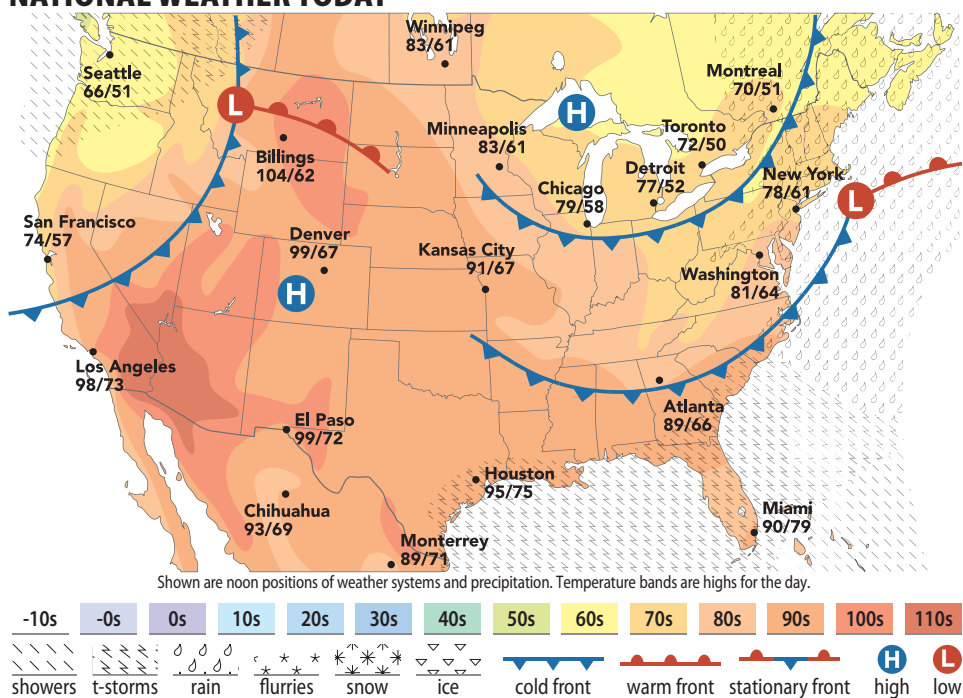 NATIONAL WEATHER TODAY
Winnipeg
83/61
Seattle
66/51
Montreal
70/51
L
H
Minneapolis
83/61
Toronto
72/50
Billings
104/62
Detroit
77/52
New York
78/61
Chicago
79/58
L
San Francisco
74/57
Denver
99/67
Kansas City
91/67
Washington
81/64
H
Los Angeles
98/73
Atlanta
89/66
El Paso
99/72
Houston
95/75
Chihuahua
93/69
Miami
90/79
Monterrey
89/71
Shown are noon positions of weather systems and precipitation. Temperature bands are highs for the day.
-10s -0s 0s 10s 20s 30s 40s 50s 60s 70s 80s 90s 100s 110s
H L
showers t-storms rain flurries snow ice cold front warm front stationary front high low